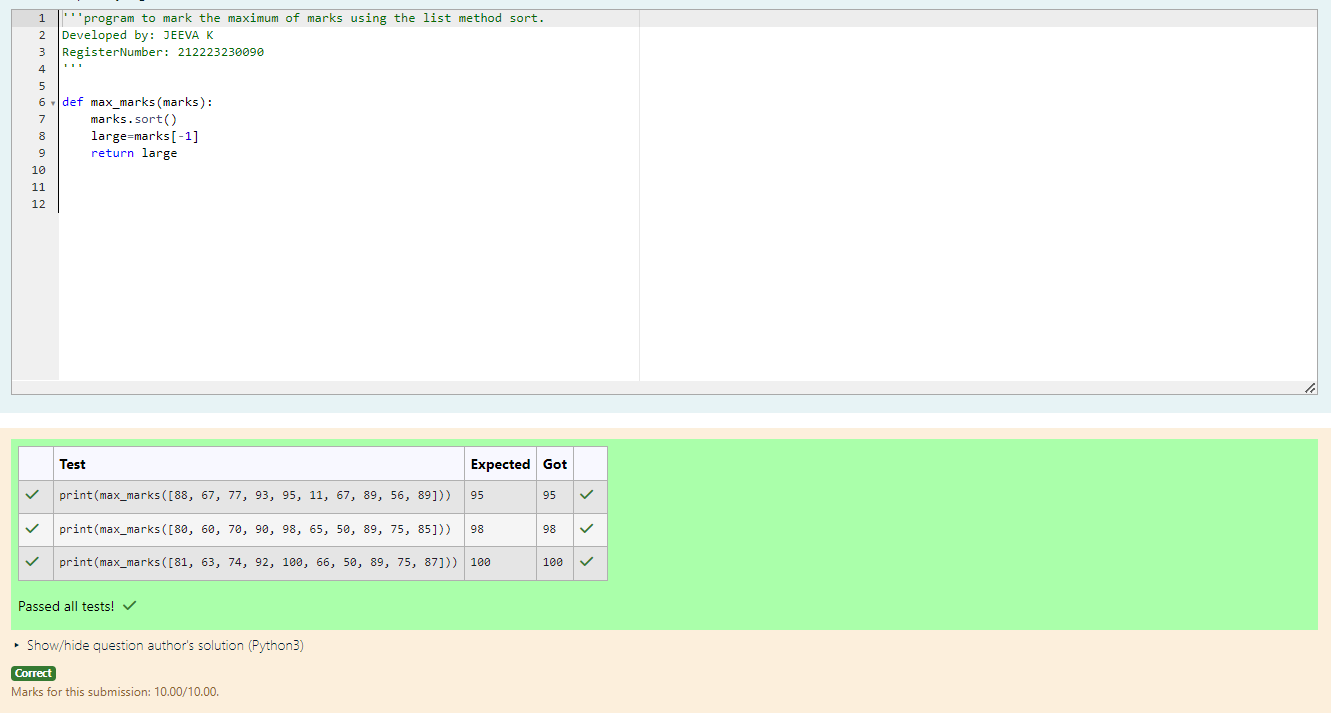 1 '''program to mark the maximum of marks using the list method sort.
2 Developed by: JEEVA K
3 RegisterNumber: 212223230090
4 '''
5
6 def max_marks(marks):
7     marks.sort()
8     large=marks[-1]
9     return large
10
11
12
Test Expected Got
print(max_marks([88, 67, 77, 93, 95, 11, 67, 89, 56, 89])) 95 95
print(max_marks([80, 60, 70, 90, 98, 65, 50, 89, 75, 85])) 98 98
print(max_marks([81, 63, 74, 92, 100, 66, 50, 89, 75, 87])) 100 100
Passed all tests!
Show/hide question author's solution (Python3)
Correct
Marks for this submission: 10.00/10.00.